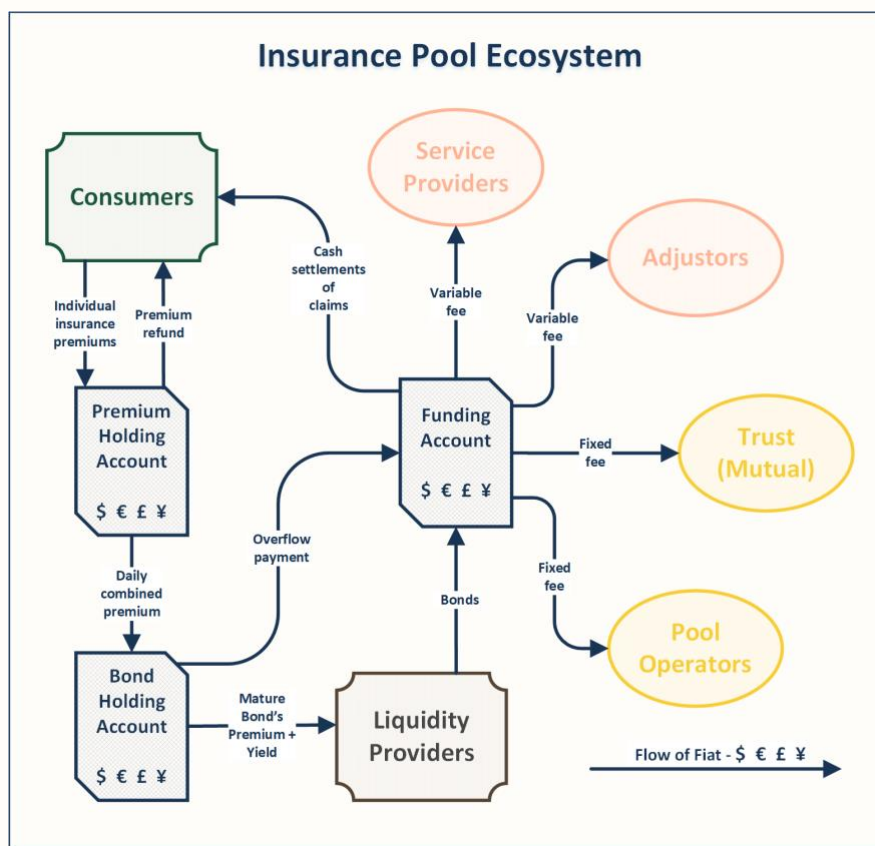 Insurance Pool Ecosystem
Consumers
Service
Providers
Adjustors
Cash
settlements
of
claims
Variable
fee
Variable
fee
Individual
insurance
premiums
Premium
refund
Premium
Holding
Account
$ € £ ¥
Funding
Account
$ € £ ¥
Fixed
fee
Trust
(Mutual)
Overflow
payment
Daily
combined
premium
Bonds
Fixed
fee
Pool
Operators
Bond
Holding
Account
$ € £ ¥
Mature
Bond's
Premium +
Yield
Liquidity
Providers
Flow of Fiat - $ € £ ¥